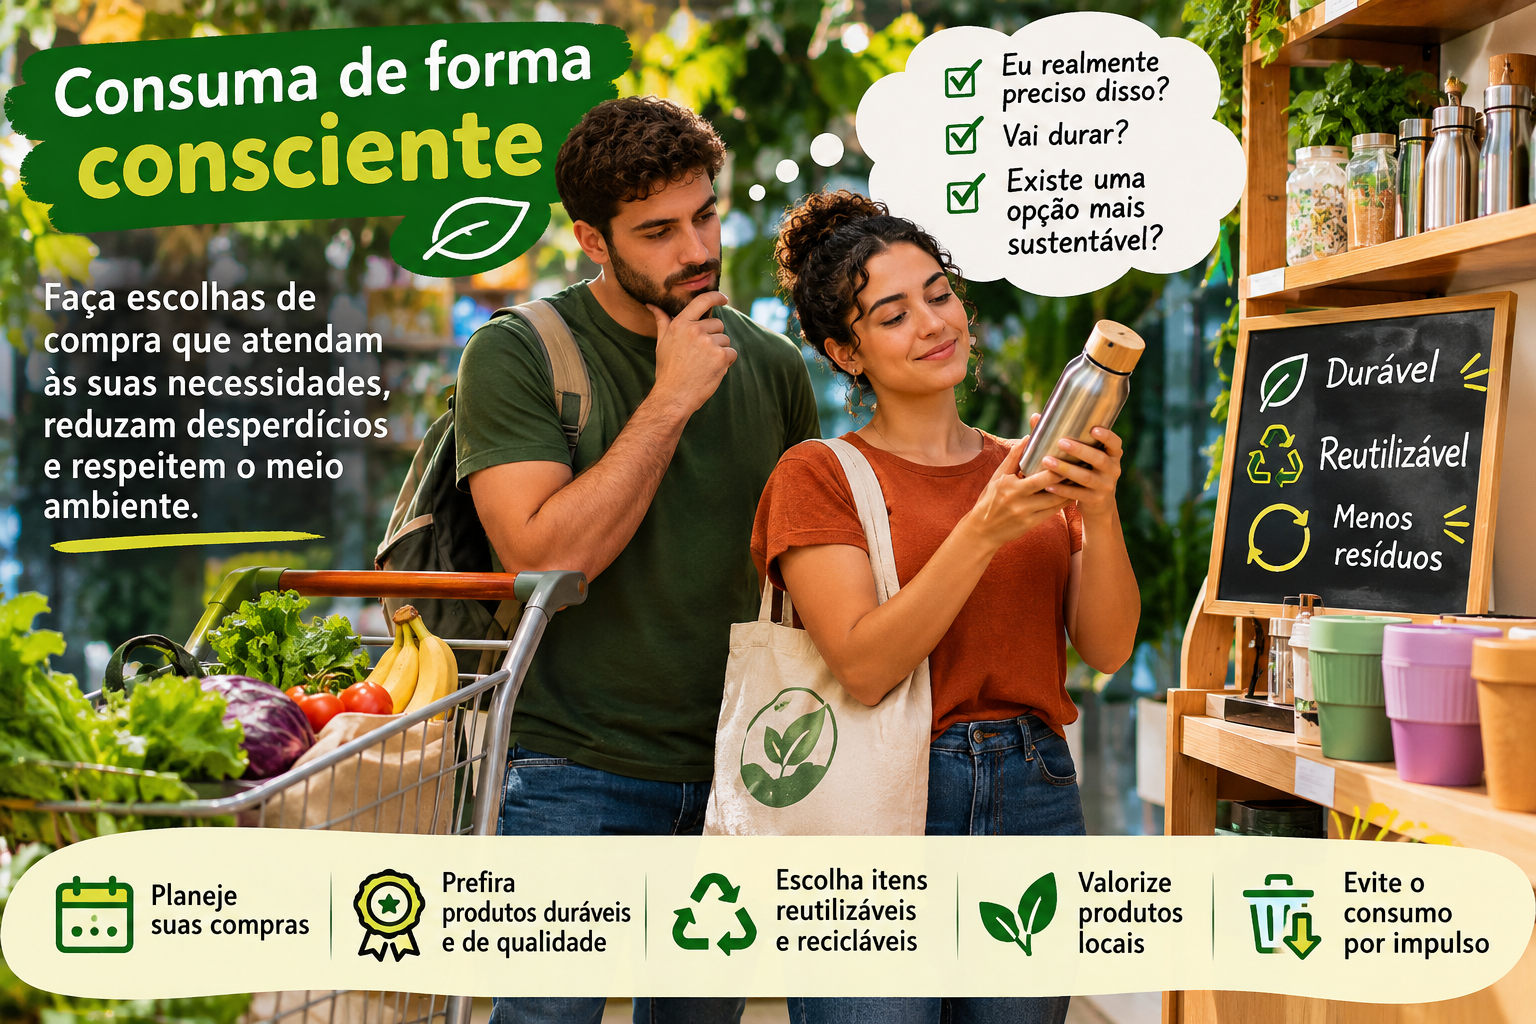 Consuma de forma
consciente
Faça escolhas de
compra que atendam
às suas necessidades,
reduzam desperdícios
e respeitem o meio
ambiente.
Eu realmente
preciso disso?
Vai durar?
Existe uma
opção mais
sustentável?
Durável
Reutilizável
Menos
resíduos
Planeje
suas compras
Prefira
produtos duráveis
e de qualidade
Escolha itens
reutilizáveis
e recicláveis
Valorize
produtos
locais
Evite o
consumo
por impulso